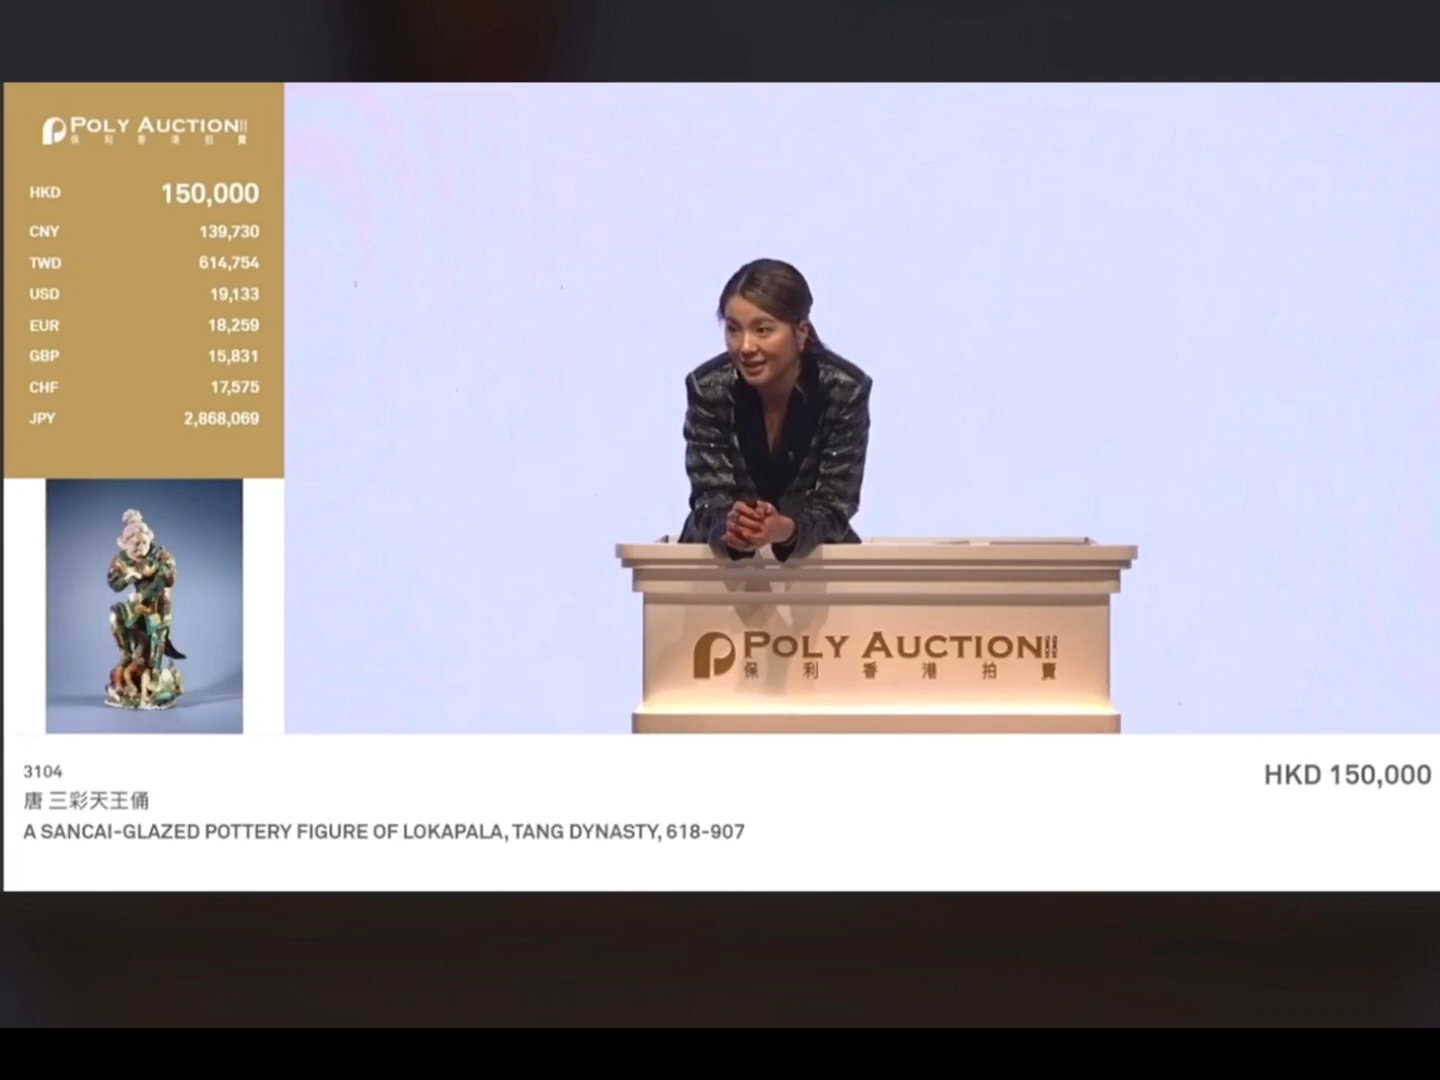 POLY AUCTION
保利香港拍賣
HKD 150,000
CNY 139,730
TWD 614,754
USD 19,133
EUR 18,259
GBP 15,831
CHF 17,575
JPY 2,868,069
POLY AUCTION
保利香港拍賣
3104
HKD 150,000
唐 三彩天王俑
A SANCAI-GLAZED POTTERY FIGURE OF LOKAPALA, TANG DYNASTY, 618-907